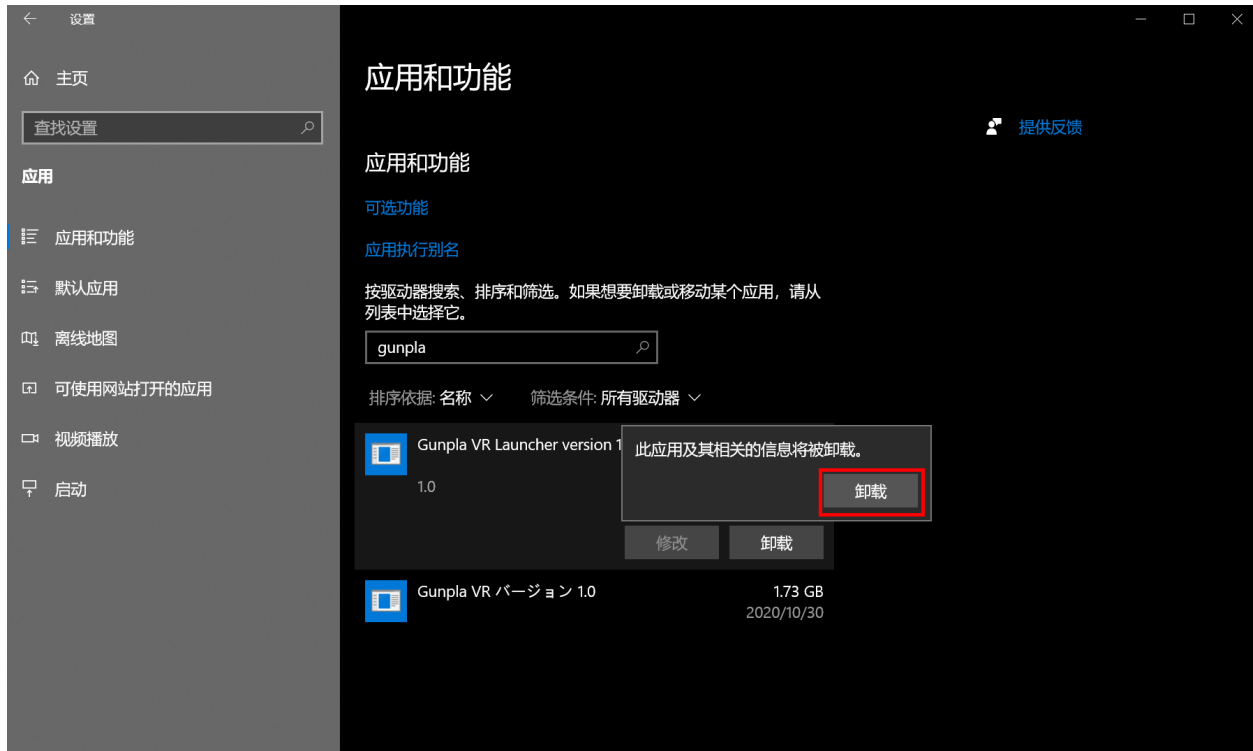 设置
主页
查找设置
应用
应用和功能
默认应用
离线地图
可使用网站打开的应用
视频播放
启动
应用和功能
提供反馈
应用和功能
可选功能
应用执行别名
按驱动器搜索、排序和筛选。如果想要卸载或移动某个应用，请从
列表中选择它。
gunpla
排序依据: 名称 筛选条件: 所有驱动器
Gunpla VR Launcher version 1
1.0
此应用及其相关的信息将被卸载。
卸载
修改 卸载
Gunpla VR バージョン 1.0 1.73 GB
2020/10/30